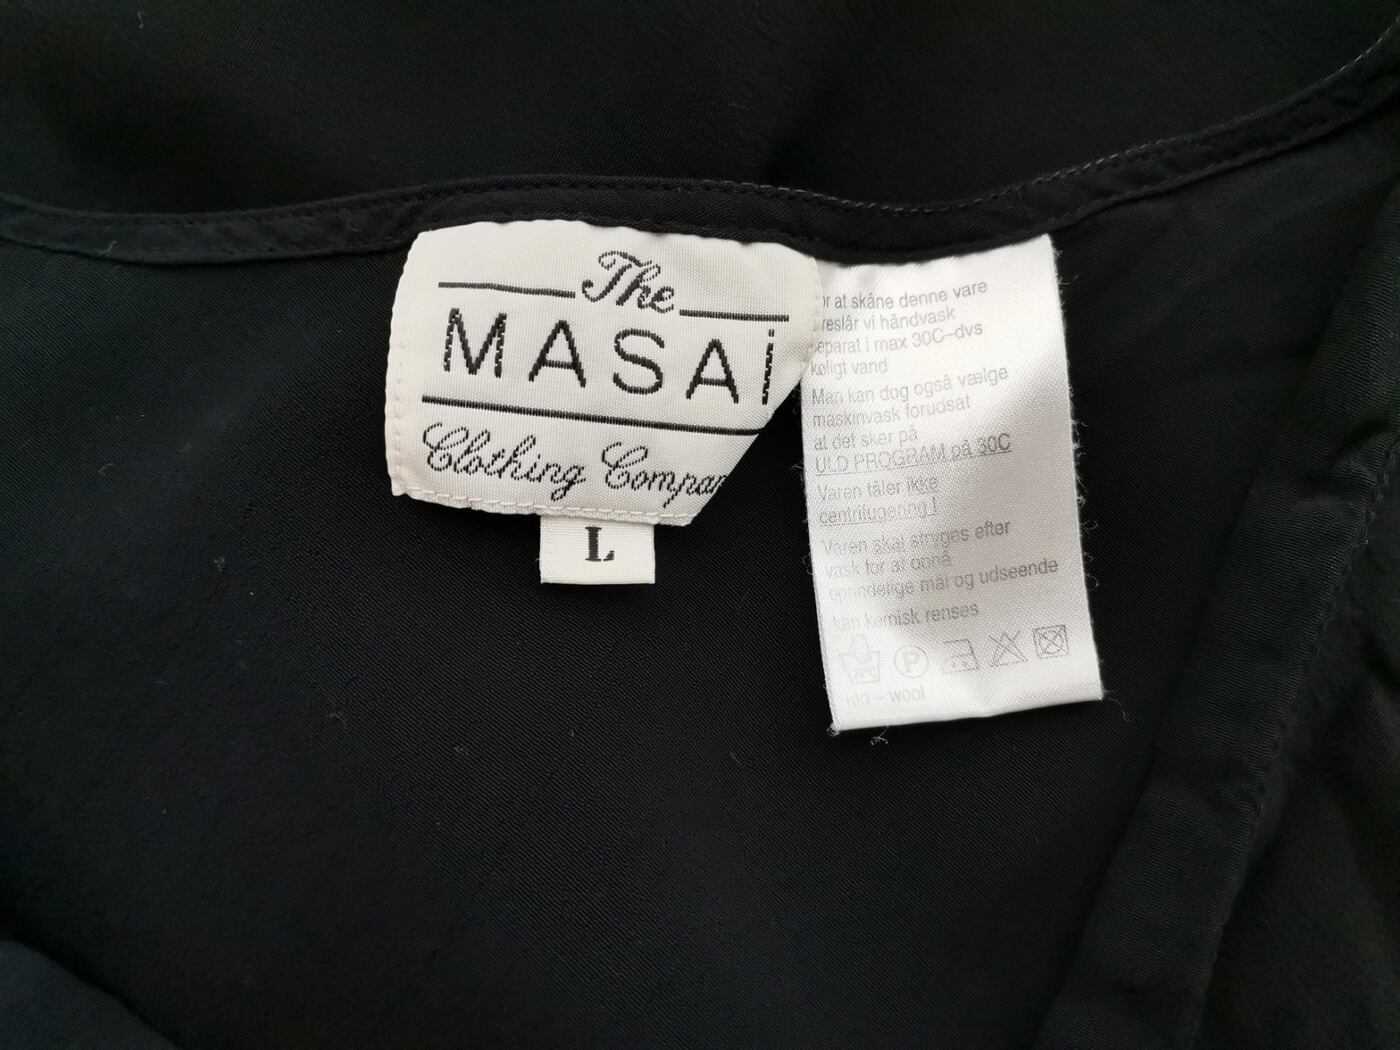 The
MASAi
Clothing Compan
L
or at skåne denne vare
reslår vi håndvask
eparat i max 30C-dvs
køligt vand
Man kan dog også vælge
maskinvask forudsat
at det sker på
ULD PROGRAM på 30C
Varen tåler ikke
centrifugering!
Varen skal stryges efter
vask for at opnå
oprindelige mål og udseende
kan kemisk renses
P
uld - wool